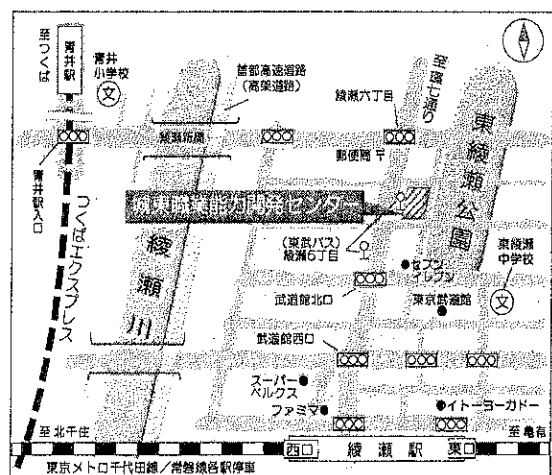 至つくば
青井駅
青井
小学校
文
首都高速道路
(高架道路)
綾瀬新橋
青井駅入口
つくばエクスプレス
綾瀬川
至環七通り
綾瀬六丁目
郵便局 〒
東綾瀬公園
城東職業能力開発センター
(東武バス)
綾瀬6丁目
セブン-
イレブン
東綾瀬
中学校
文
武道館北口
東京武道館
武道館西口
スーパー
ベルクス
ファミマ
イトーヨーカドー
至北千住
至亀有
西口 綾瀬駅 東口
東京メトロ千代田線/常磐線各駅停車